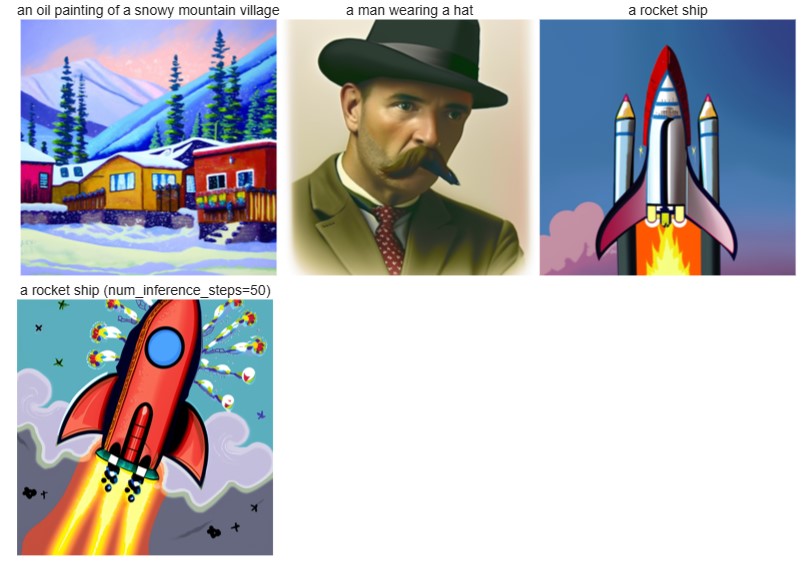 an oil painting of a snowy mountain village
a man wearing a hat
a rocket ship
a rocket ship (num_inference_steps=50)